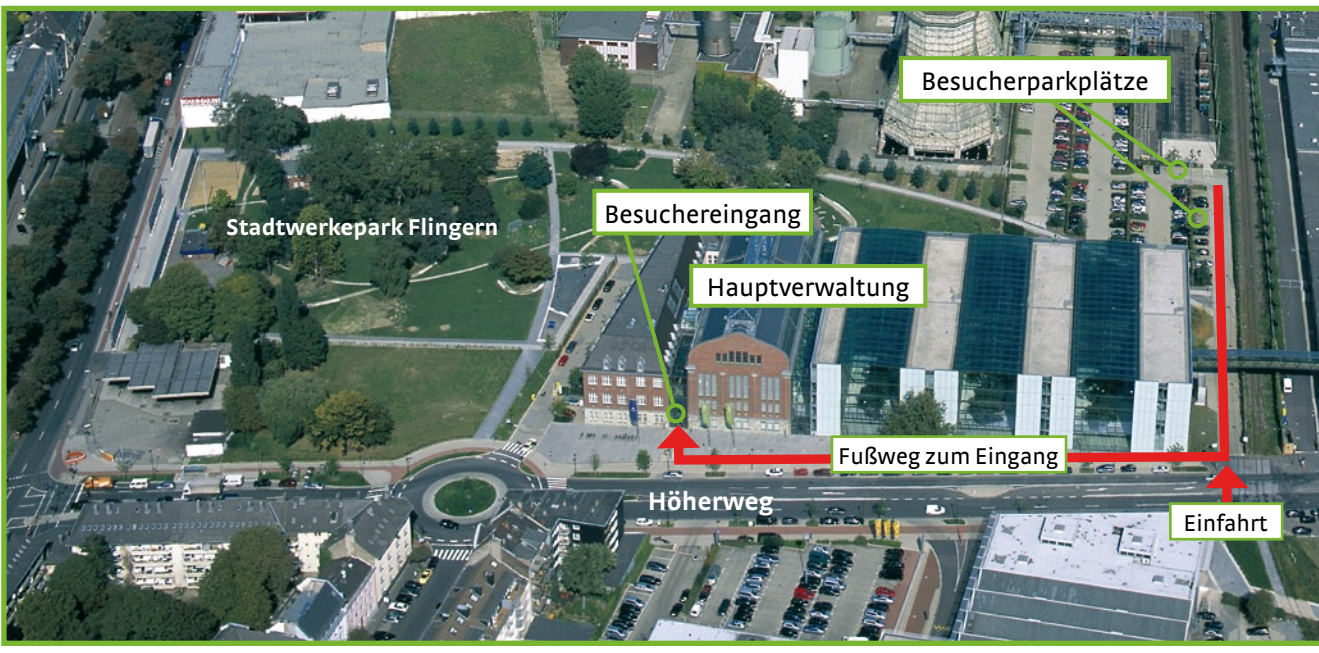 Besucherparkplätze
Besuchereingang
Stadtwerkepark Flingern
Hauptverwaltung
Fußweg zum Eingang
Höherweg
Einfahrt